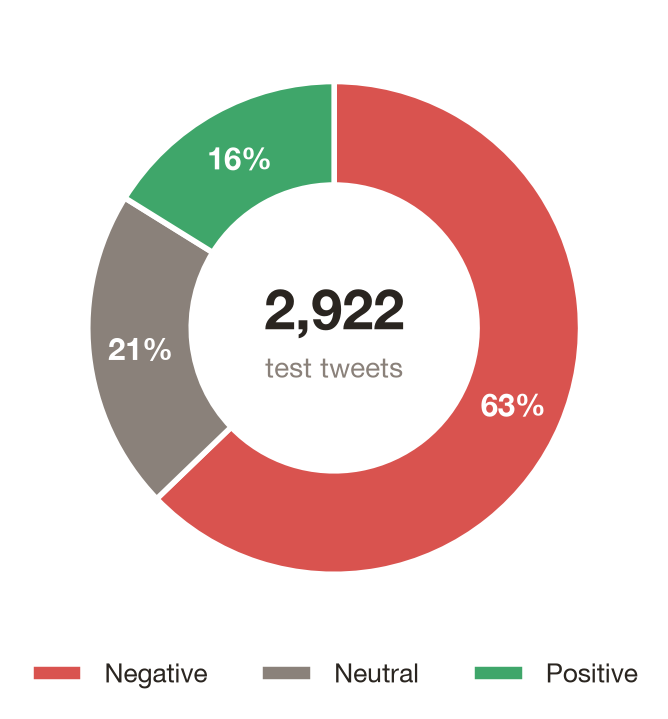 16%
2,922
test tweets
21%
63%
Negative
Neutral
Positive